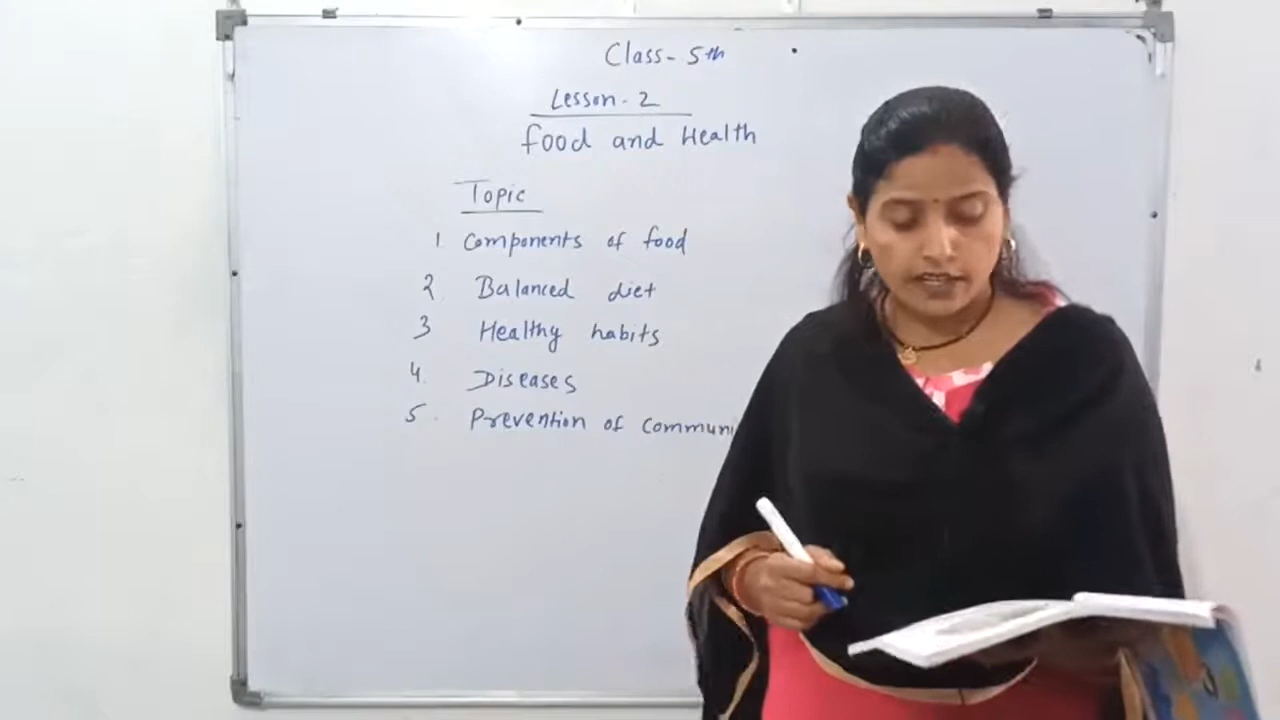 Class - 5th
Lesson - 2
Food and Health
Topic
1. Components of food
2. Balanced diet
3 Healthy habits
4. Diseases
5. Prevention of